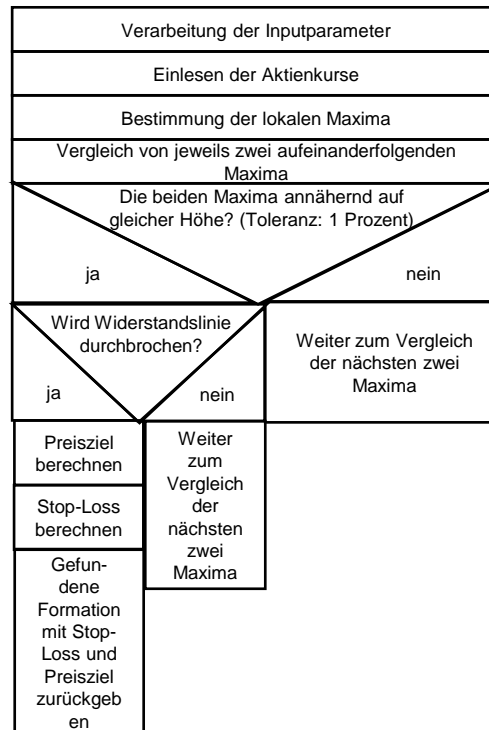 Verarbeitung der Inputparameter
Einlesen der Aktienkurse
Bestimmung der lokalen Maxima
Vergleich von jeweils zwei aufeinanderfolgenden
Maxima
Die beiden Maxima annähernd auf
gleicher Höhe? (Toleranz: 1 Prozent)
ja
nein
Wird Widerstandslinie
durchbrochen?
ja
nein
Weiter zum Vergleich
der nächsten zwei
Maxima
Preisziel
berechnen
Stop-Loss
berechnen
Gefun-
dene
Formation
mit Stop-
Loss und
Preisziel
zurückgeb
en
Weiter
zum
Vergleich
der
nächsten
zwei
Maxima